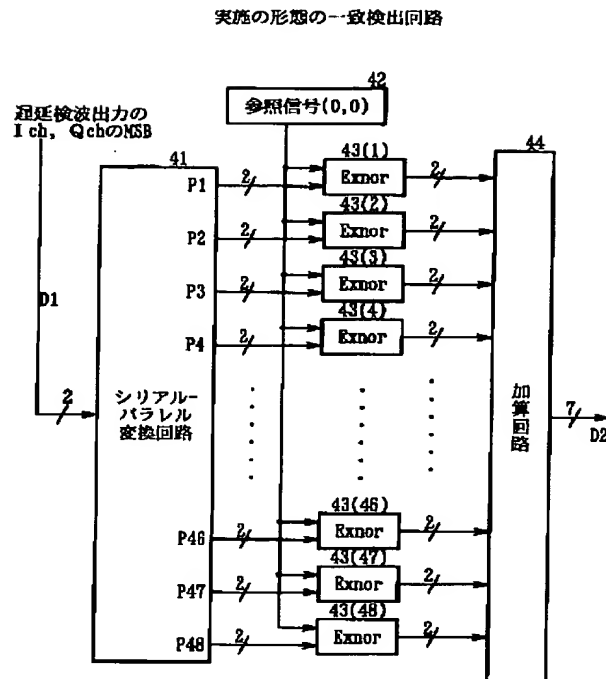 実施の形態の一致検出回路
42
参照信号(0,0)
遅延検波出力の
Ich, QchのMSB
41
43(1)
44
P1
2
Exnor
2
43(2)
P2
2
Exnor
2
43(3)
P3
2
Exnor
2
D1
43(4)
P4
2
Exnor
2
2
シリアル-
パラレル
変換回路
加算回路
7
D2
43(46)
P46
2
Exnor
2
43(47)
P47
2
Exnor
2
43(48)
P48
2
Exnor
2